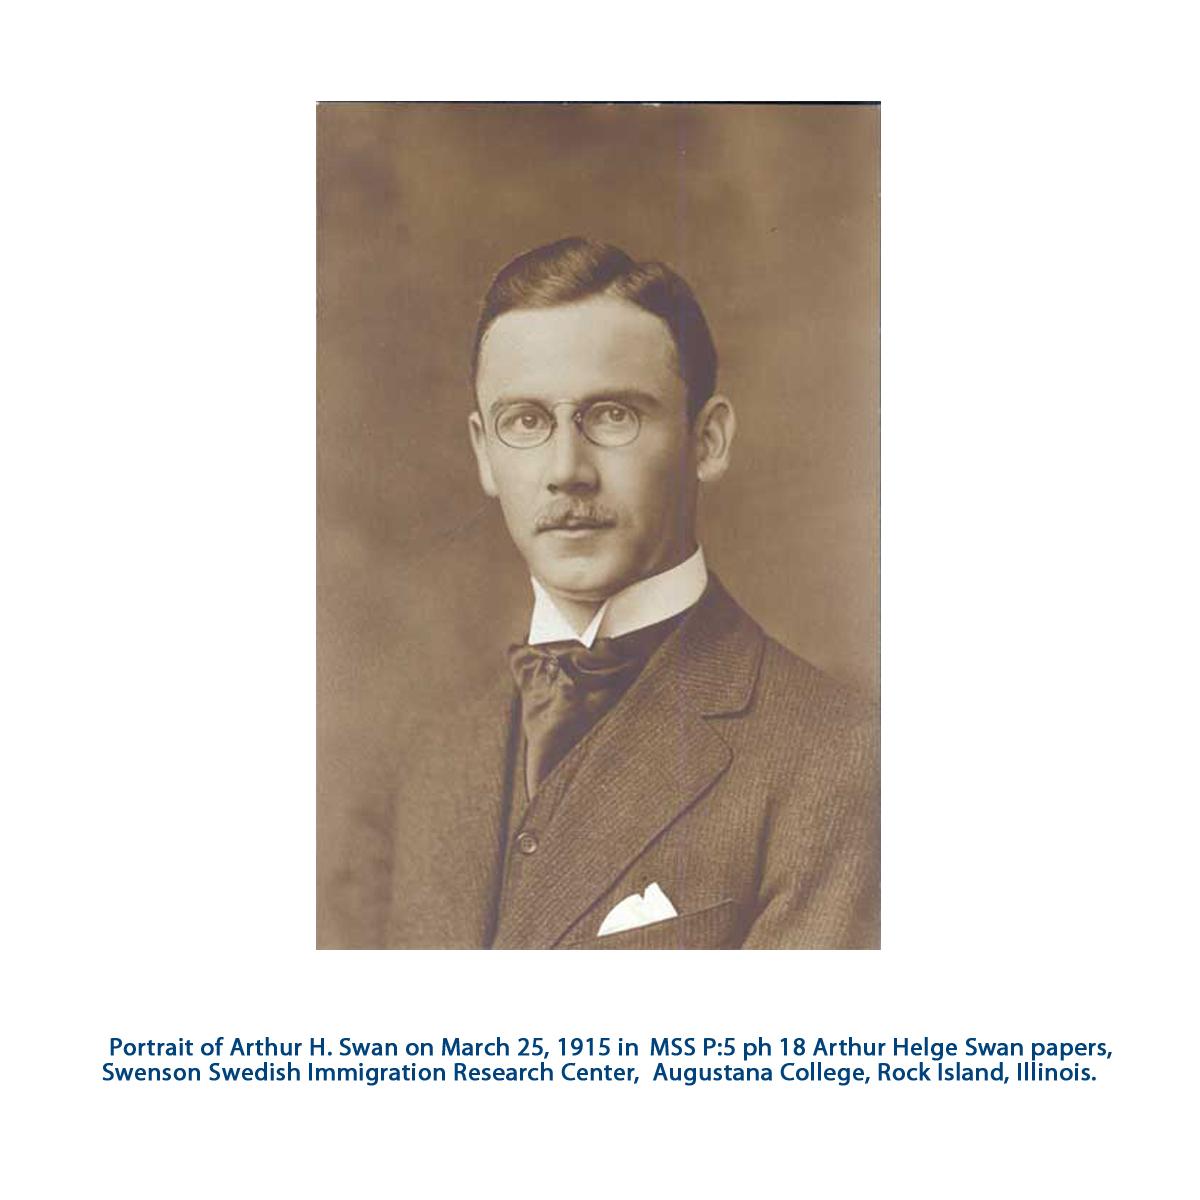 Portrait of Arthur H. Swan on March 25, 1915 in MSS P:5 ph 18 Arthur Helge Swan papers,
Swenson Swedish Immigration Research Center, Augustana College, Rock Island, Illinois.